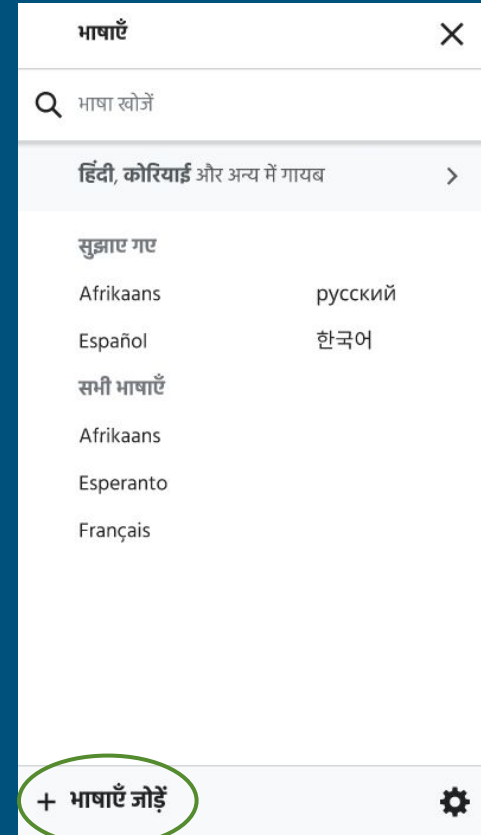 भाषाएँ
भाषा खोजें
हिंदी, कोरियाई और अन्य में गायब
सुझाए गए
Afrikaans русский
Español 한국어
सभी भाषाएँ
Afrikaans
Esperanto
Français
+ भाषाएँ जोड़ें